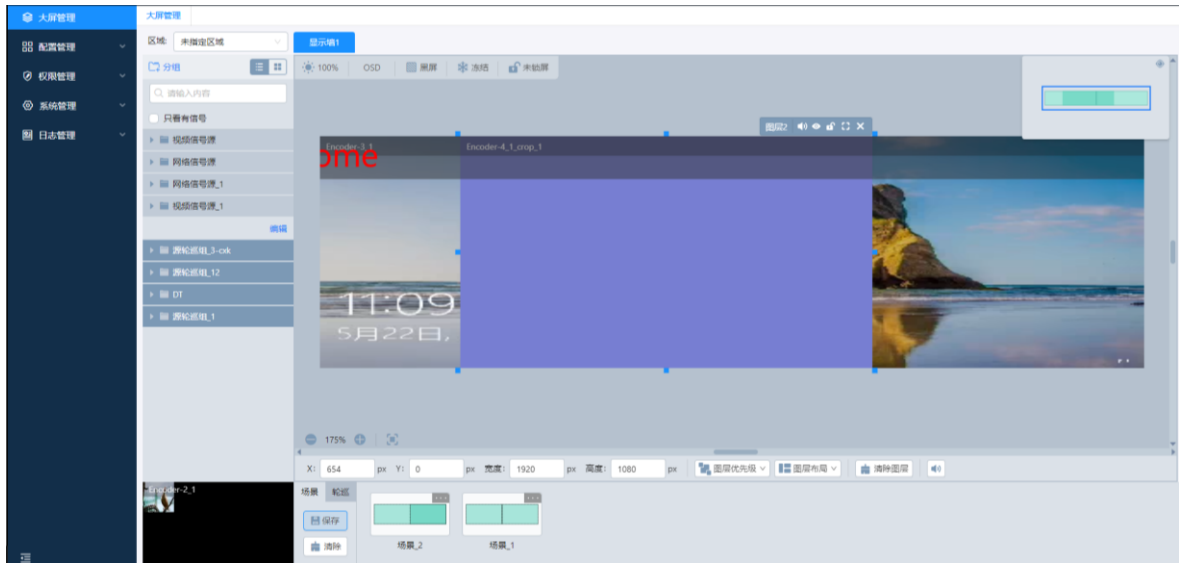 大屏管理
配置管理
权限管理
系统管理
日志管理
大屏管理
区域: 未指定区域
显示墙1
分组
请输入内容
只看有信号
视频信号源
网络信号源
网络信号源_1
视频信号源_1
编辑
源轮巡组_3-cxk
源轮巡组_12
DT
源轮巡组_1
100% OSD 黑屏 冻结 未锁屏
图层2
Encoder-3_1
ome
Encoder-4_1_crop_1
11:09
5月22日,
175%
X: 654 px Y: 0 px 宽度: 1920 px 高度: 1080 px 图层优先级 图层布局 清除图层
Encoder-2_1
场景 轮巡
保存
清除
场景_2
场景_1